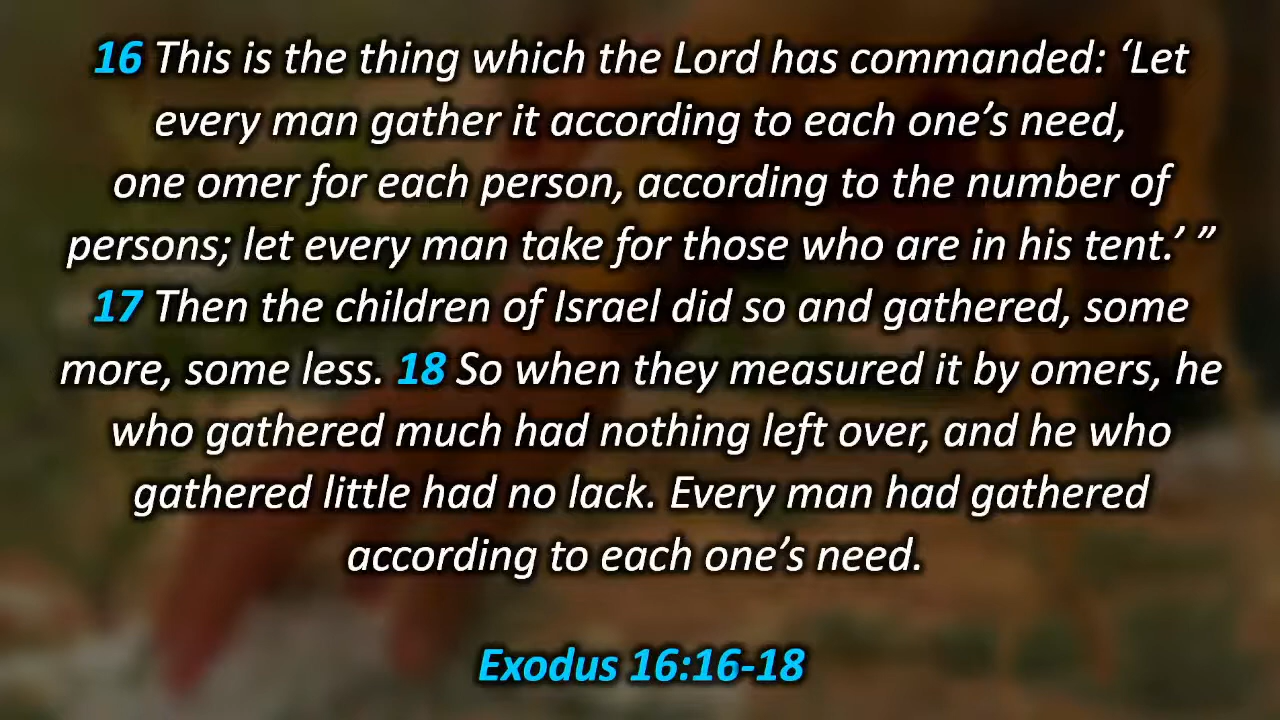 16 This is the thing which the Lord has commanded: ‘Let
every man gather it according to each one’s need,
one omer for each person, according to the number of
persons; let every man take for those who are in his tent.’ ”
17 Then the children of Israel did so and gathered, some
more, some less. 18 So when they measured it by omers, he
who gathered much had nothing left over, and he who
gathered little had no lack. Every man had gathered
according to each one’s need.
Exodus 16:16-18